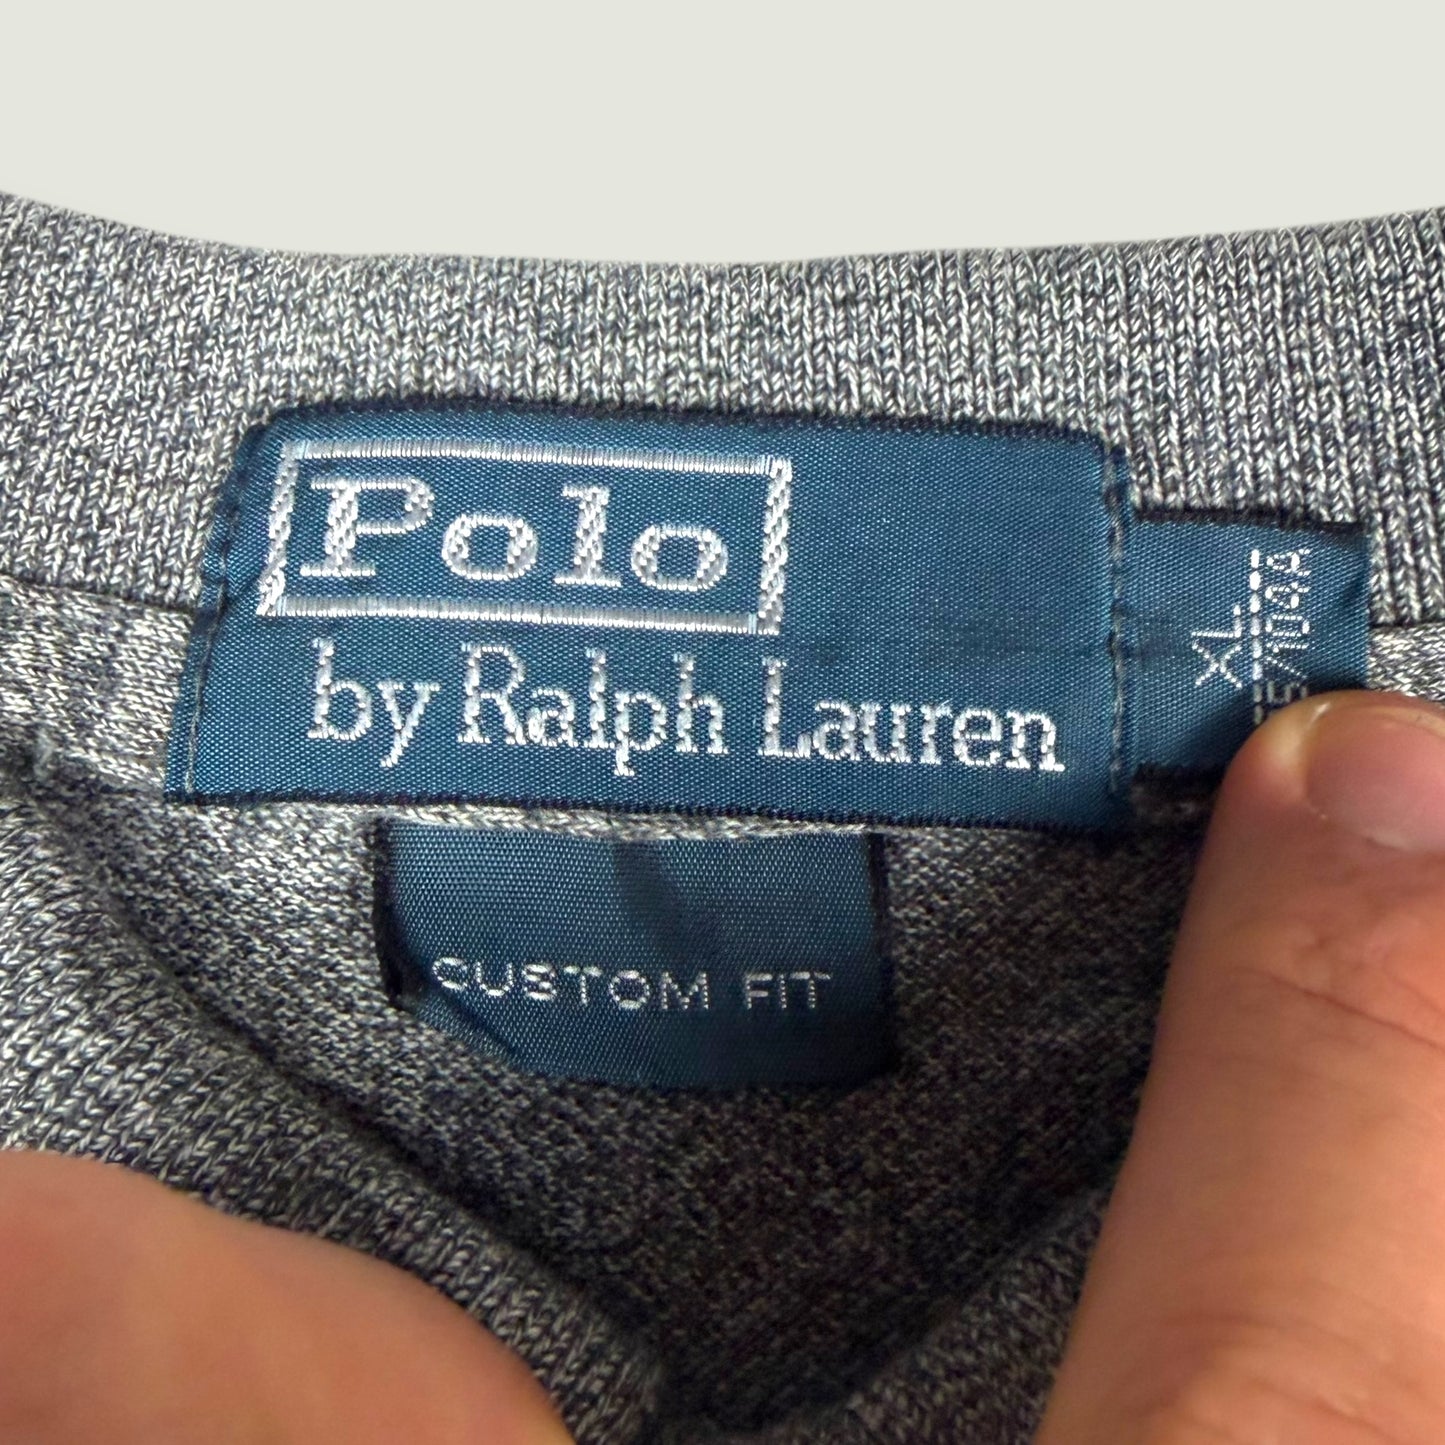 Polo
by Ralph Lauren
XL
CUSTOM FIT